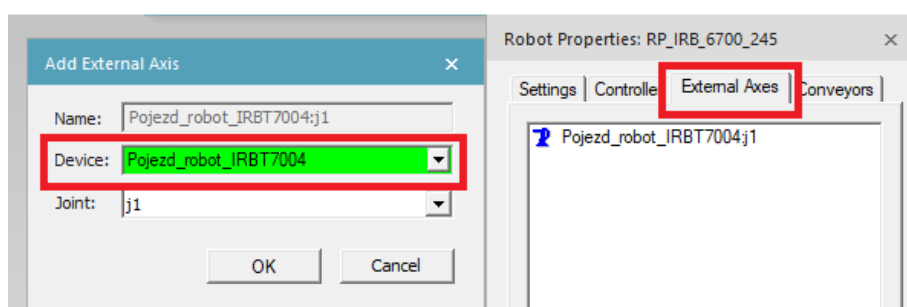 Add External Axis
Name: Pojezd_robot_IRBT7004:j1
Device: Pojezd_robot_IRBT7004
Joint: j1
OK Cancel
Robot Properties: RP_IRB_6700_245
Settings Controlle External Axes Conveyors
Pojezd_robot_IRBT7004:j1